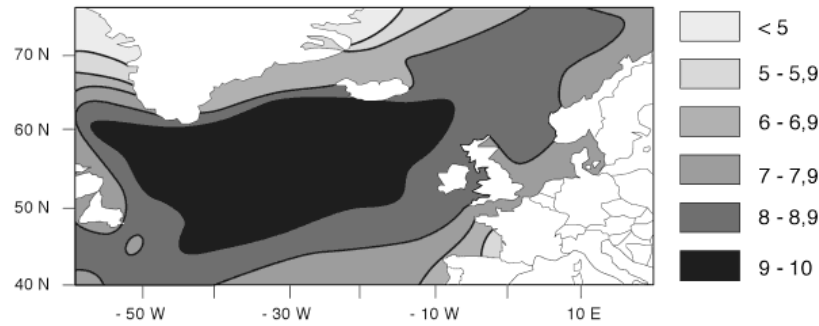 70 N
60 N
50 N
40 N
- 50 W
- 30 W
- 10 W
10 E
< 5
5 - 5,9
6 - 6,9
7 - 7,9
8 - 8,9
9 - 10